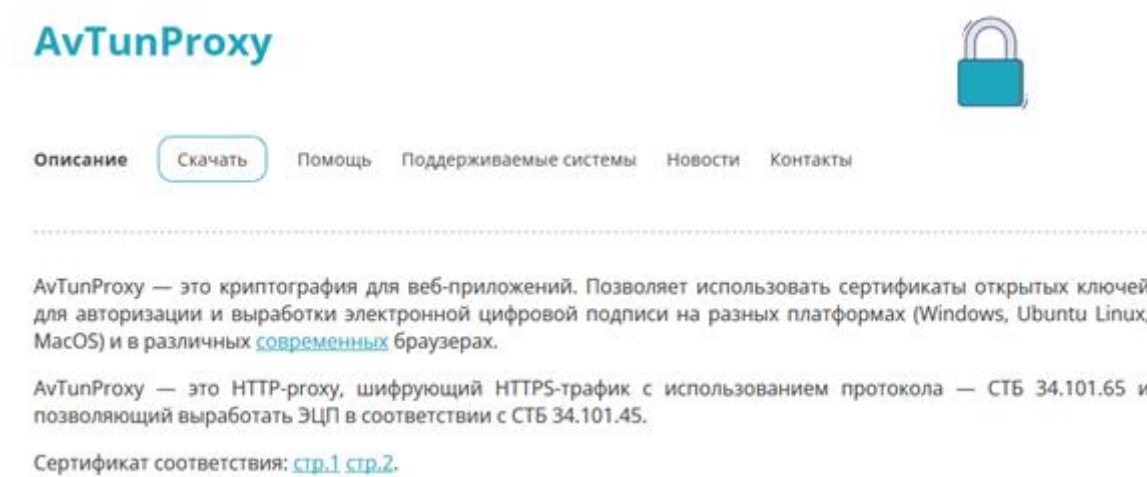 AvTunProxy
Описание Скачать Помощь Поддерживаемые системы Новости Контакты
AvTunProxy — это криптография для веб-приложений. Позволяет использовать сертификаты открытых ключей
для авторизации и выработки электронной цифровой подписи на разных платформах (Windows, Ubuntu Linux,
MacOS) и в различных современных браузерах.
AvTunProxy — это HTTP-proxy, шифрующий HTTPS-трафик с использованием протокола — СТБ 34.101.65 и
позволяющий выработать ЭЦП в соответствии с СТБ 34.101.45.
Сертификат соответствия: стр.1 стр.2.